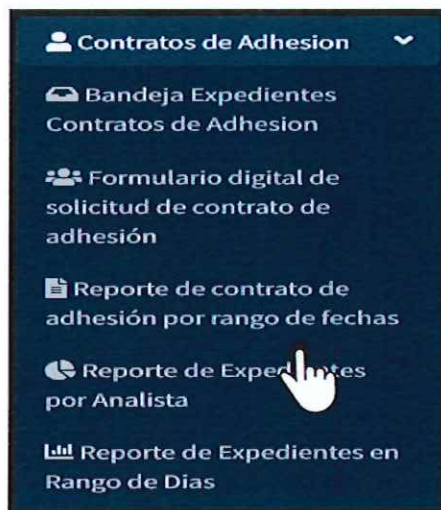 Contratos de Adhesion
Bandeja Expedientes
Contratos de Adhesion
Formulario digital de
solicitud de contrato de
adhesión
Reporte de contrato de
adhesión por rango de fechas
Reporte de Expedientes
por Analista
Reporte de Expedientes en
Rango de Dias